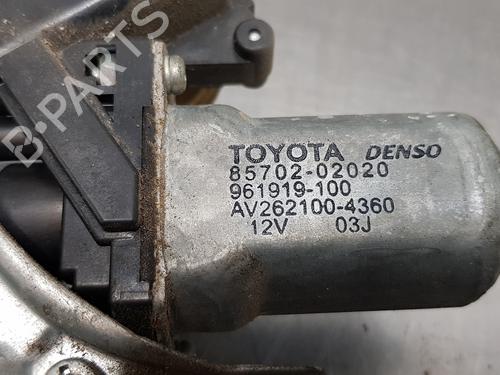 B-PARTS
TOYOTA DENSO
85702-02020
961919-100
AV262100-4360
12V 03J